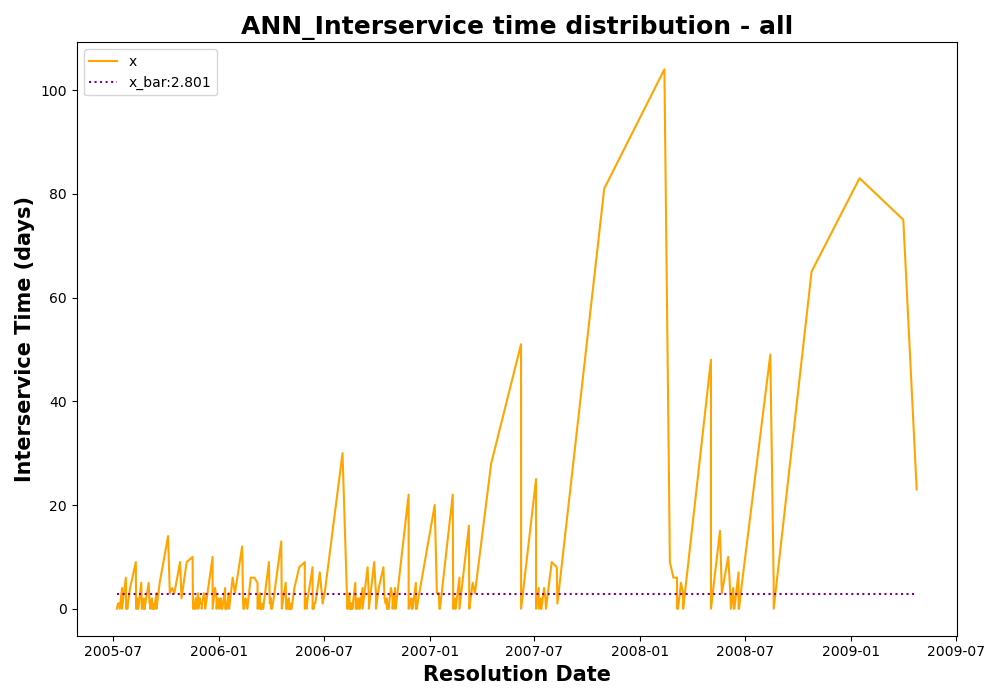 ANN_Interservice time distribution - all
x
x_bar:2.801
Interservice Time (days)
100
80
60
40
20
0
2005-07 2006-01 2006-07 2007-01 2007-07 2008-01 2008-07 2009-01 2009-07
Resolution Date